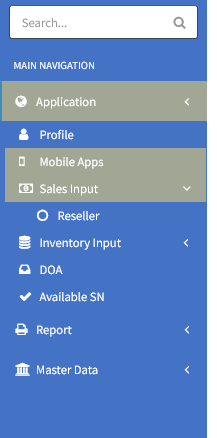 Search...
MAIN NAVIGATION
Application
Profile
Mobile Apps
Sales Input
Reseller
Inventory Input
DOA
Available SN
Report
Master Data